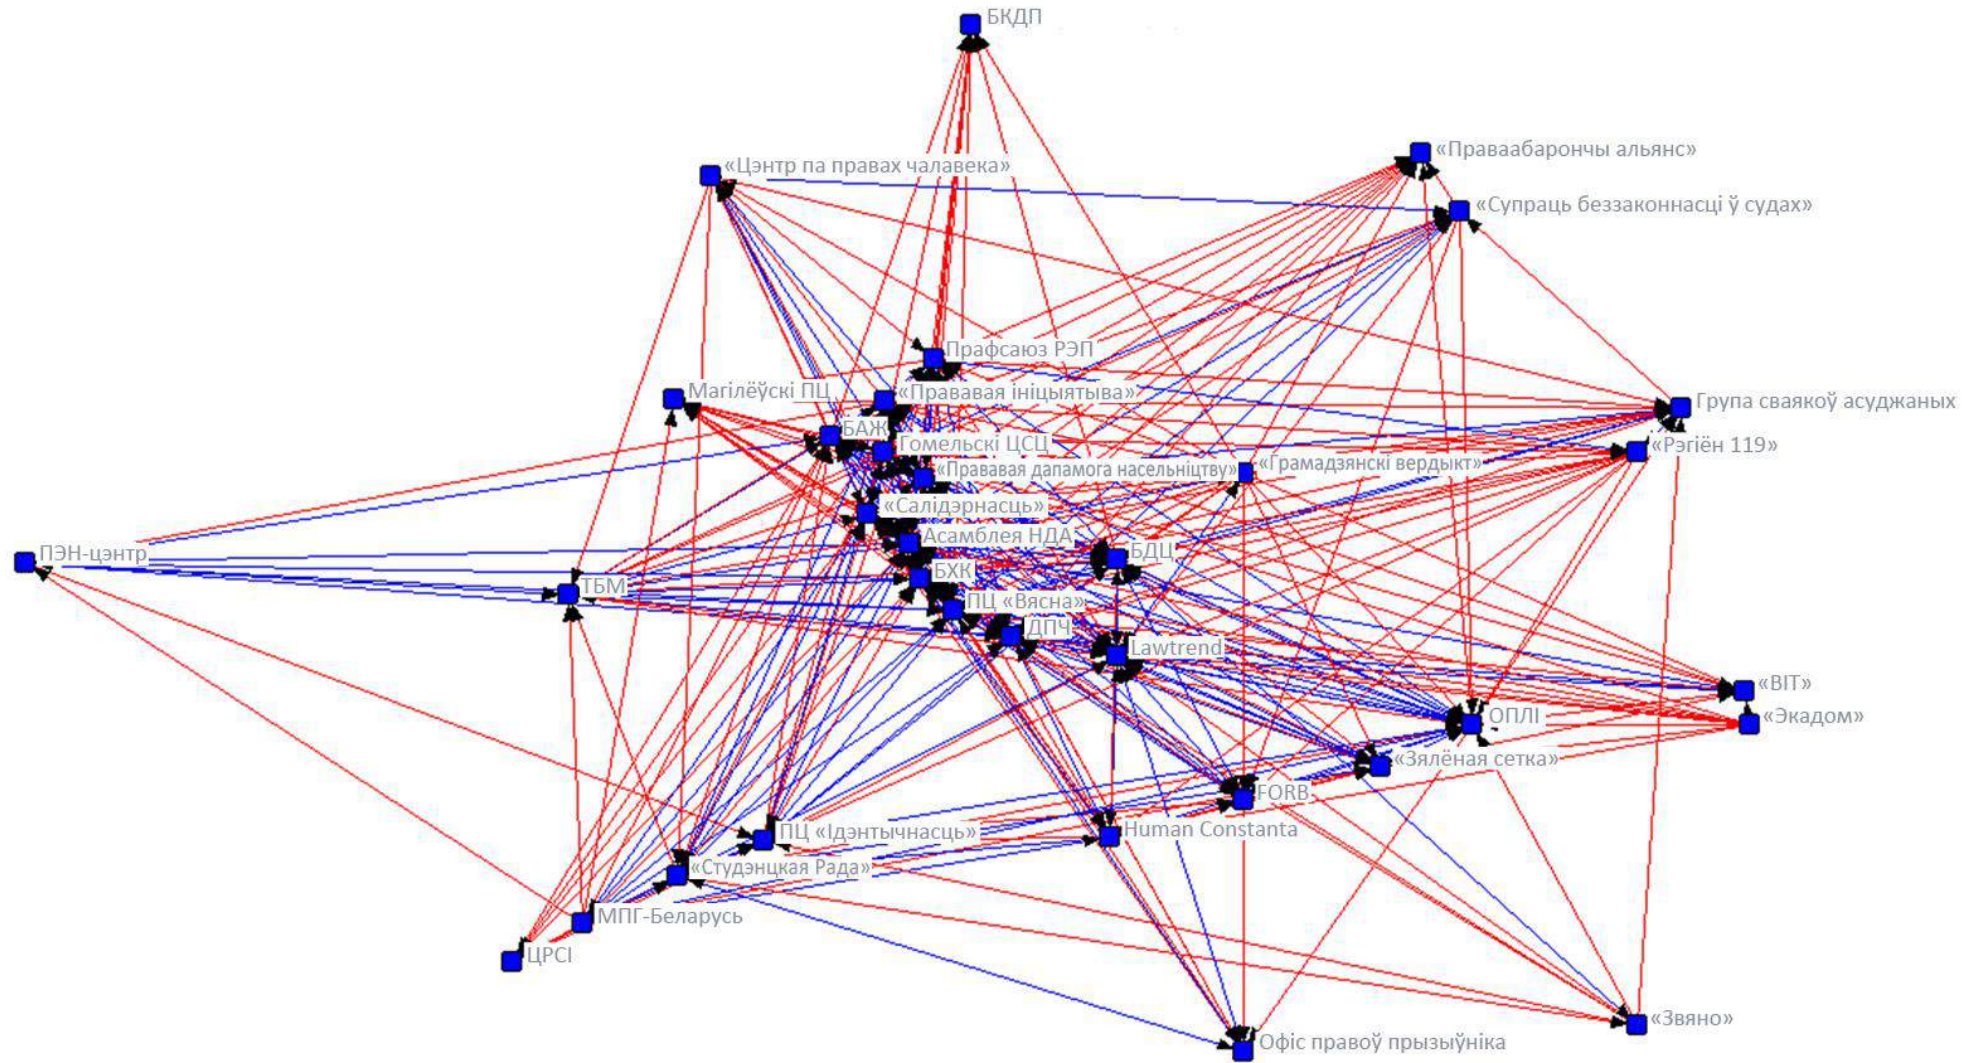 БКДП
«Праваабарончы альянс»
«Цэнтр па правах чалавека»
«Супраць беззаконнасці ў судах»
Прафсаюз РЭП
Магілёўскі ПЦ
«Прававая ініцыятыва»
Група сваякоў асуджаных
БАЖ
Гомельскі ЦСЦ
«Рэгіён 119»
«Прававая дапамога насельніцтву»
«Грамадзянскі вердыкт»
«Салідэрнасць»
Асамблея НДА
ПЭН-цэнтр
БДЦ
БХК
ТБМ
ПЦ «Вясна»
ДПЧ
Lawtrend
«ВІТ»
ОПЛІ
«Экадом»
«Зялёная сетка»
FORB
ПЦ «Ідэнтычнасць»
Human Constanta
«Студэнцкая Рада»
МПГ-Беларусь
ЦРСІ
«Звяно»
Офіс правоў прызыўніка